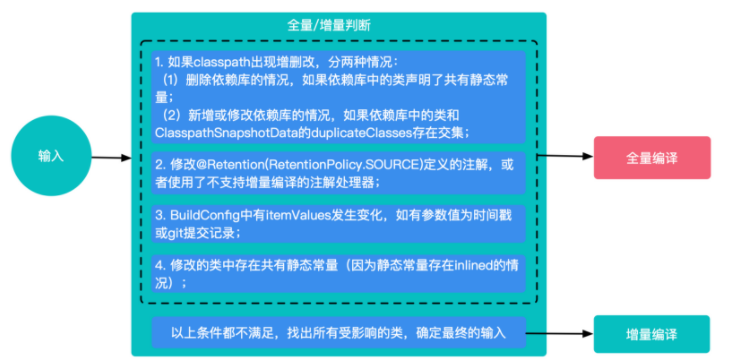 全量/增量判断
1. 如果classpath出现增删改，分两种情况：
（1）删除依赖库的情况，如果依赖库中的类声明了共有静态常
量；
（2）新增或修改依赖库的情况，如果依赖库中的类和
ClasspathSnapshotData的duplicateClasses存在交集；
输入
2. 修改@Retention(RetentionPolicy.SOURCE)定义的注解，或
者使用了不支持增量编译的注解处理器；
全量编译
3. BuildConfig中有itemValues发生变化，如有参数值为时间戳
或git提交记录；
4. 修改的类中存在共有静态常量（因为静态常量存在inlined的情
况）；
以上条件都不满足，找出所有受影响的类，确定最终的输入
增量编译